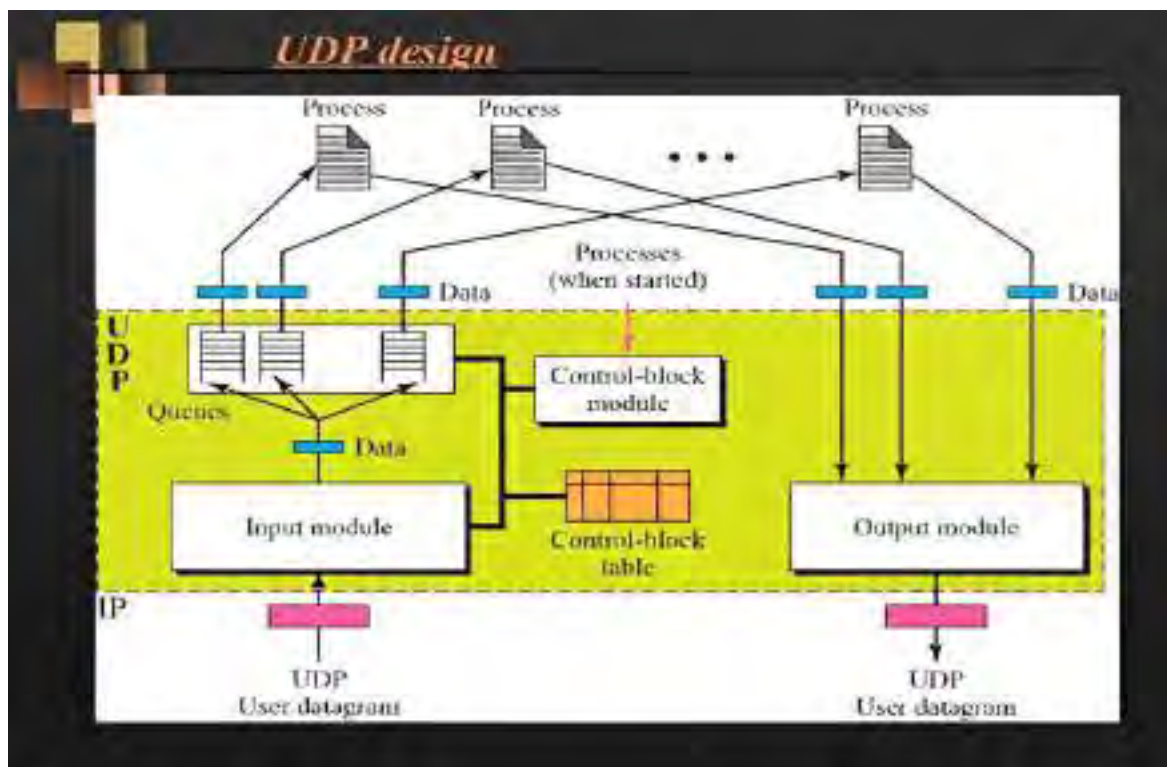 UDP design
Process Process Process
Processes
(when started)
Data Data
U
D
P
Control-block
module
Queues
Data
Input module
Control-block
table
Output module
IP
UDP
User datagram
UDP
User datagram